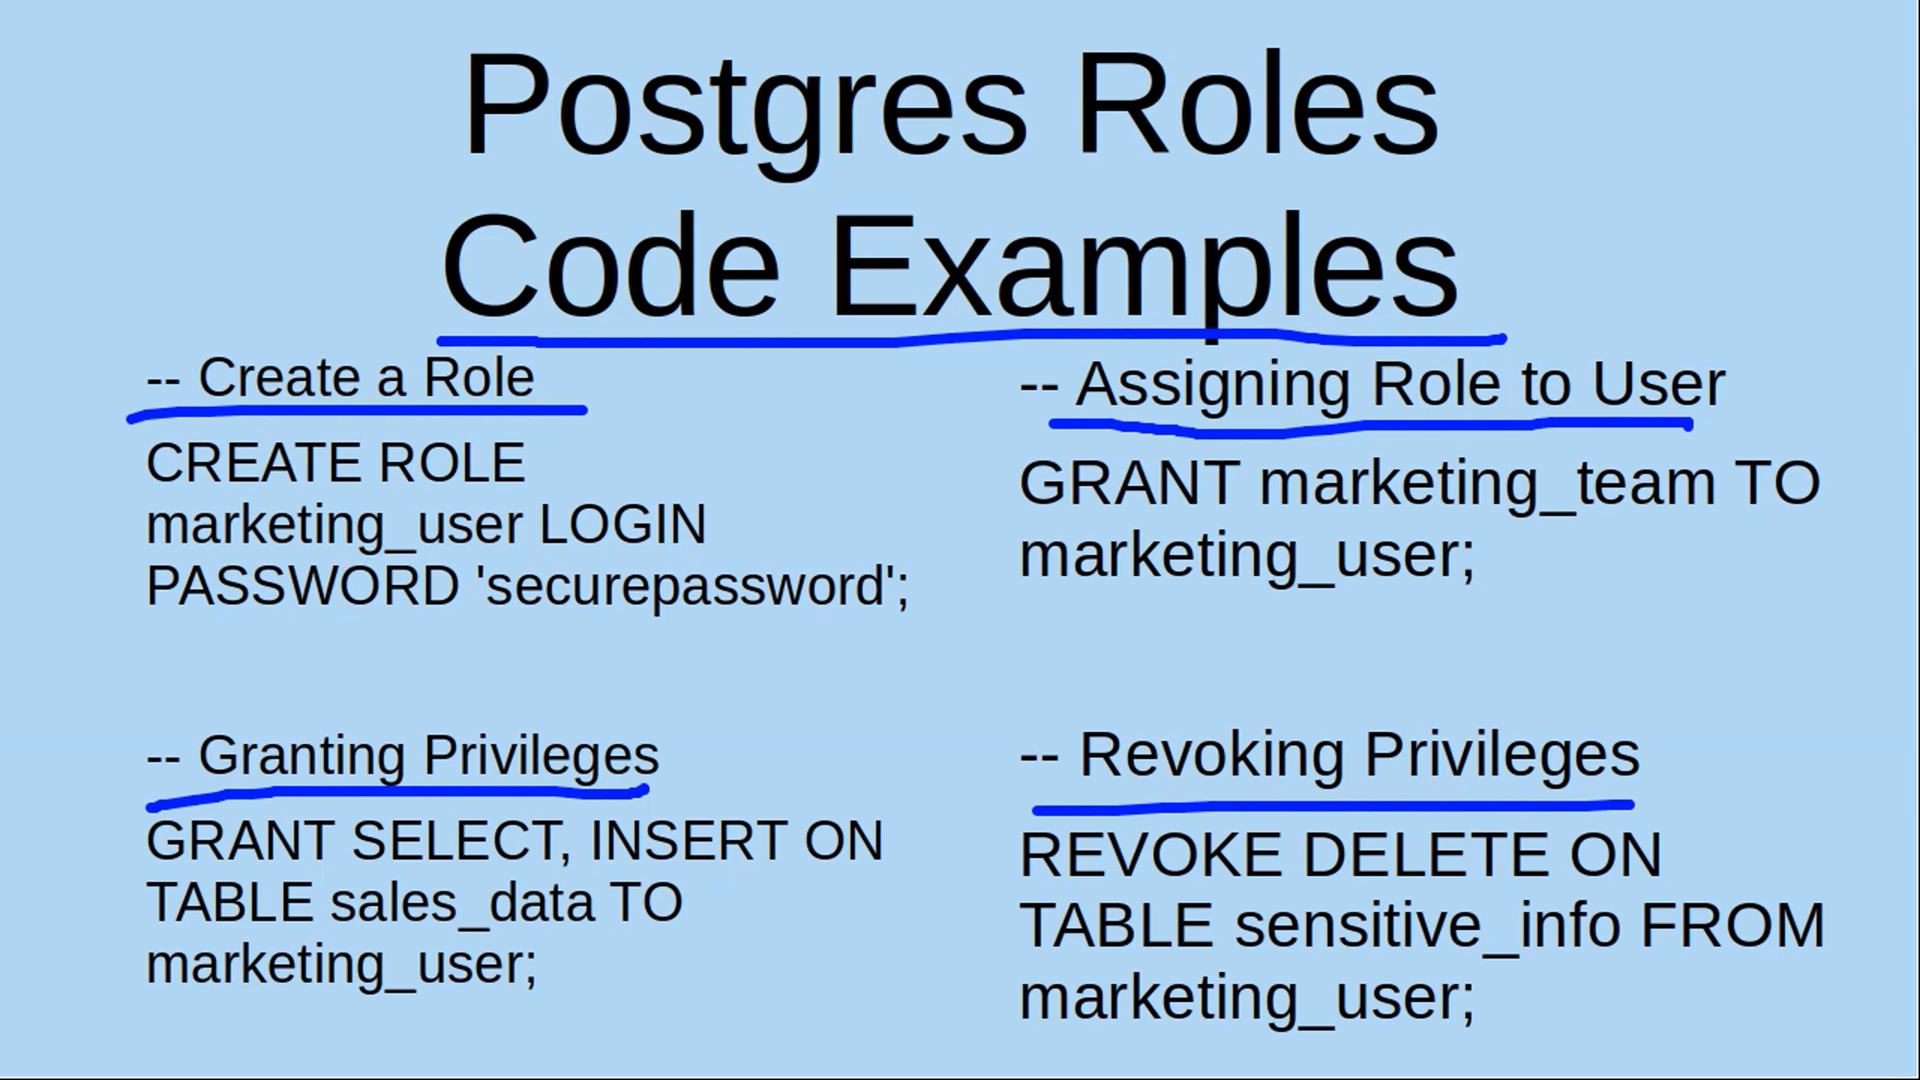 Postgres Roles
Code Examples
-- Create a Role
CREATE ROLE
marketing_user LOGIN
PASSWORD 'securepassword';
-- Granting Privileges
GRANT SELECT, INSERT ON
TABLE sales_data TO
marketing_user;
-- Assigning Role to User
GRANT marketing_team TO
marketing_user;
-- Revoking Privileges
REVOKE DELETE ON
TABLE sensitive_info FROM
marketing_user;